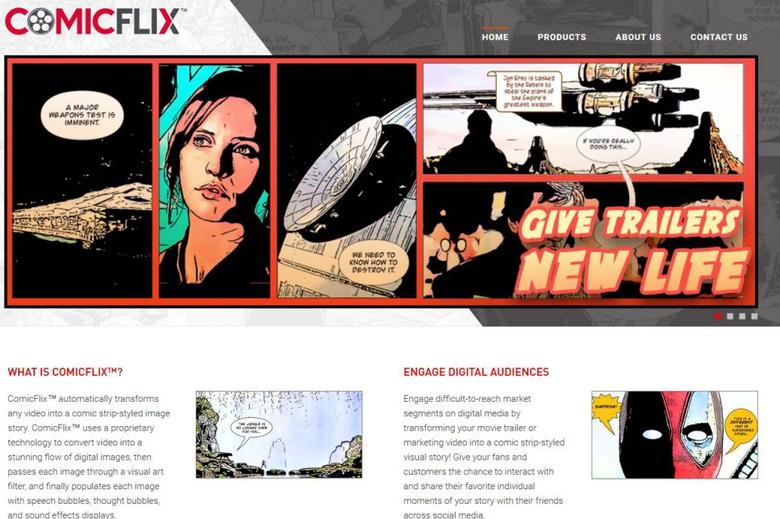 COMICFLIX™
HOME PRODUCTS ABOUT US CONTACT US
A MAJOR
WEAPONS TEST IS
IMMINENT.
WE NEED TO
KNOW HOW TO
DESTROY IT.
Jyn Erso is tasked
by the Rebels to
steal the plans of
the Empire's
greatest weapon.
IF YOU'RE REALLY
DOING THIS...
GIVE TRAILERS
NEW LIFE
WHAT IS COMICFLIX™?
ComicFlix™ automatically transforms
any video into a comic strip-styled image
story. ComicFlix™ uses a proprietary
technology to convert video into a
stunning flow of digital images, then
passes each image through a visual art
filter, and finally populates each image
with speech bubbles, thought bubbles,
and sound effects displays.
THE JUNGLE IS
NO LONGER SAFE
FOR YOU...
ENGAGE DIGITAL AUDIENCES
Engage difficult-to-reach market
segments on digital media by
transforming your movie trailer or
marketing video into a comic strip-styled
visual story! Give your fans and
customers the chance to interact with
and share their favorite individual
moments of your story with their friends
across social media.
SURPRISE!
THIS IS A
DIFFERENT
KIND OF
SUPERHERO
STORY...